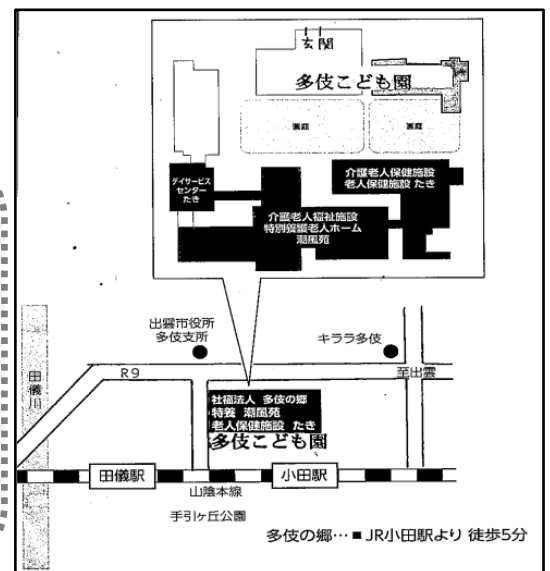 玄関
多伎こども園
園庭
園庭
デイサービス
センター
たき
介護老人保健施設
老人保健施設 たき
介護老人福祉施設
特別養護老人ホーム
潮風苑
出雲市役所
多伎支所
キララ多伎
田儀川
R9
至出雲
社福法人 多伎の郷
特養 潮風苑
老人保健施設 たき
多伎こども園
田儀駅
小田駅
山陰本線
手引ヶ丘公園
多伎の郷…■JR小田駅より 徒歩5分